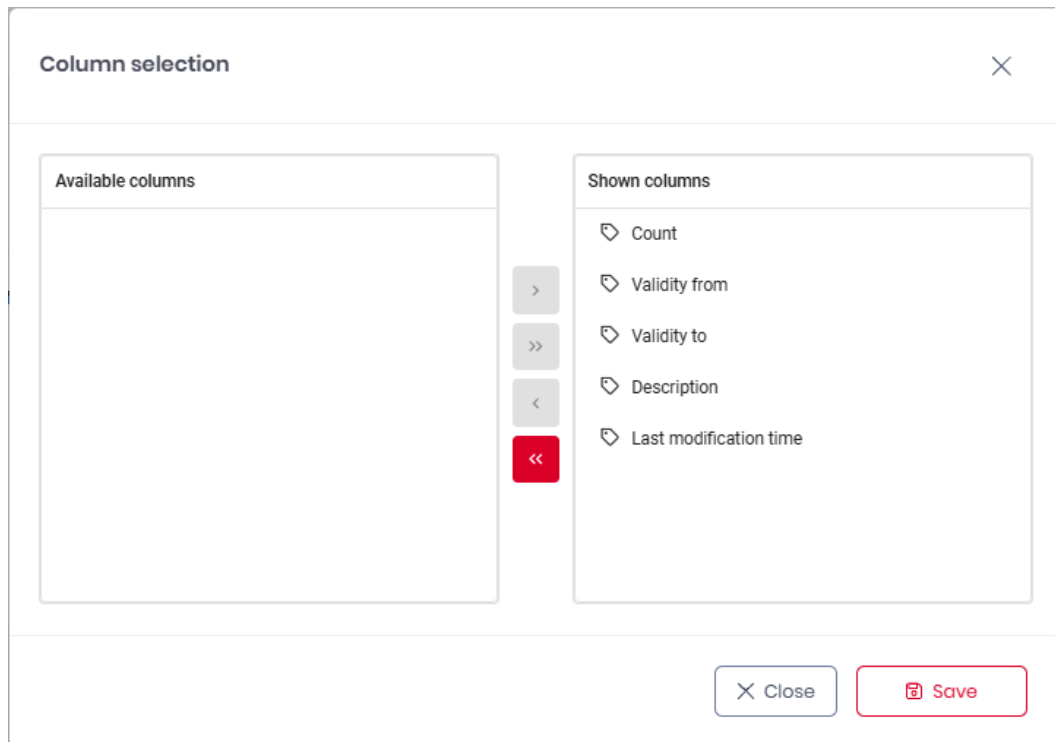 Column selection
Available columns
Shown columns
Count
Validity from
Validity to
Description
Last modification time
Close
Save